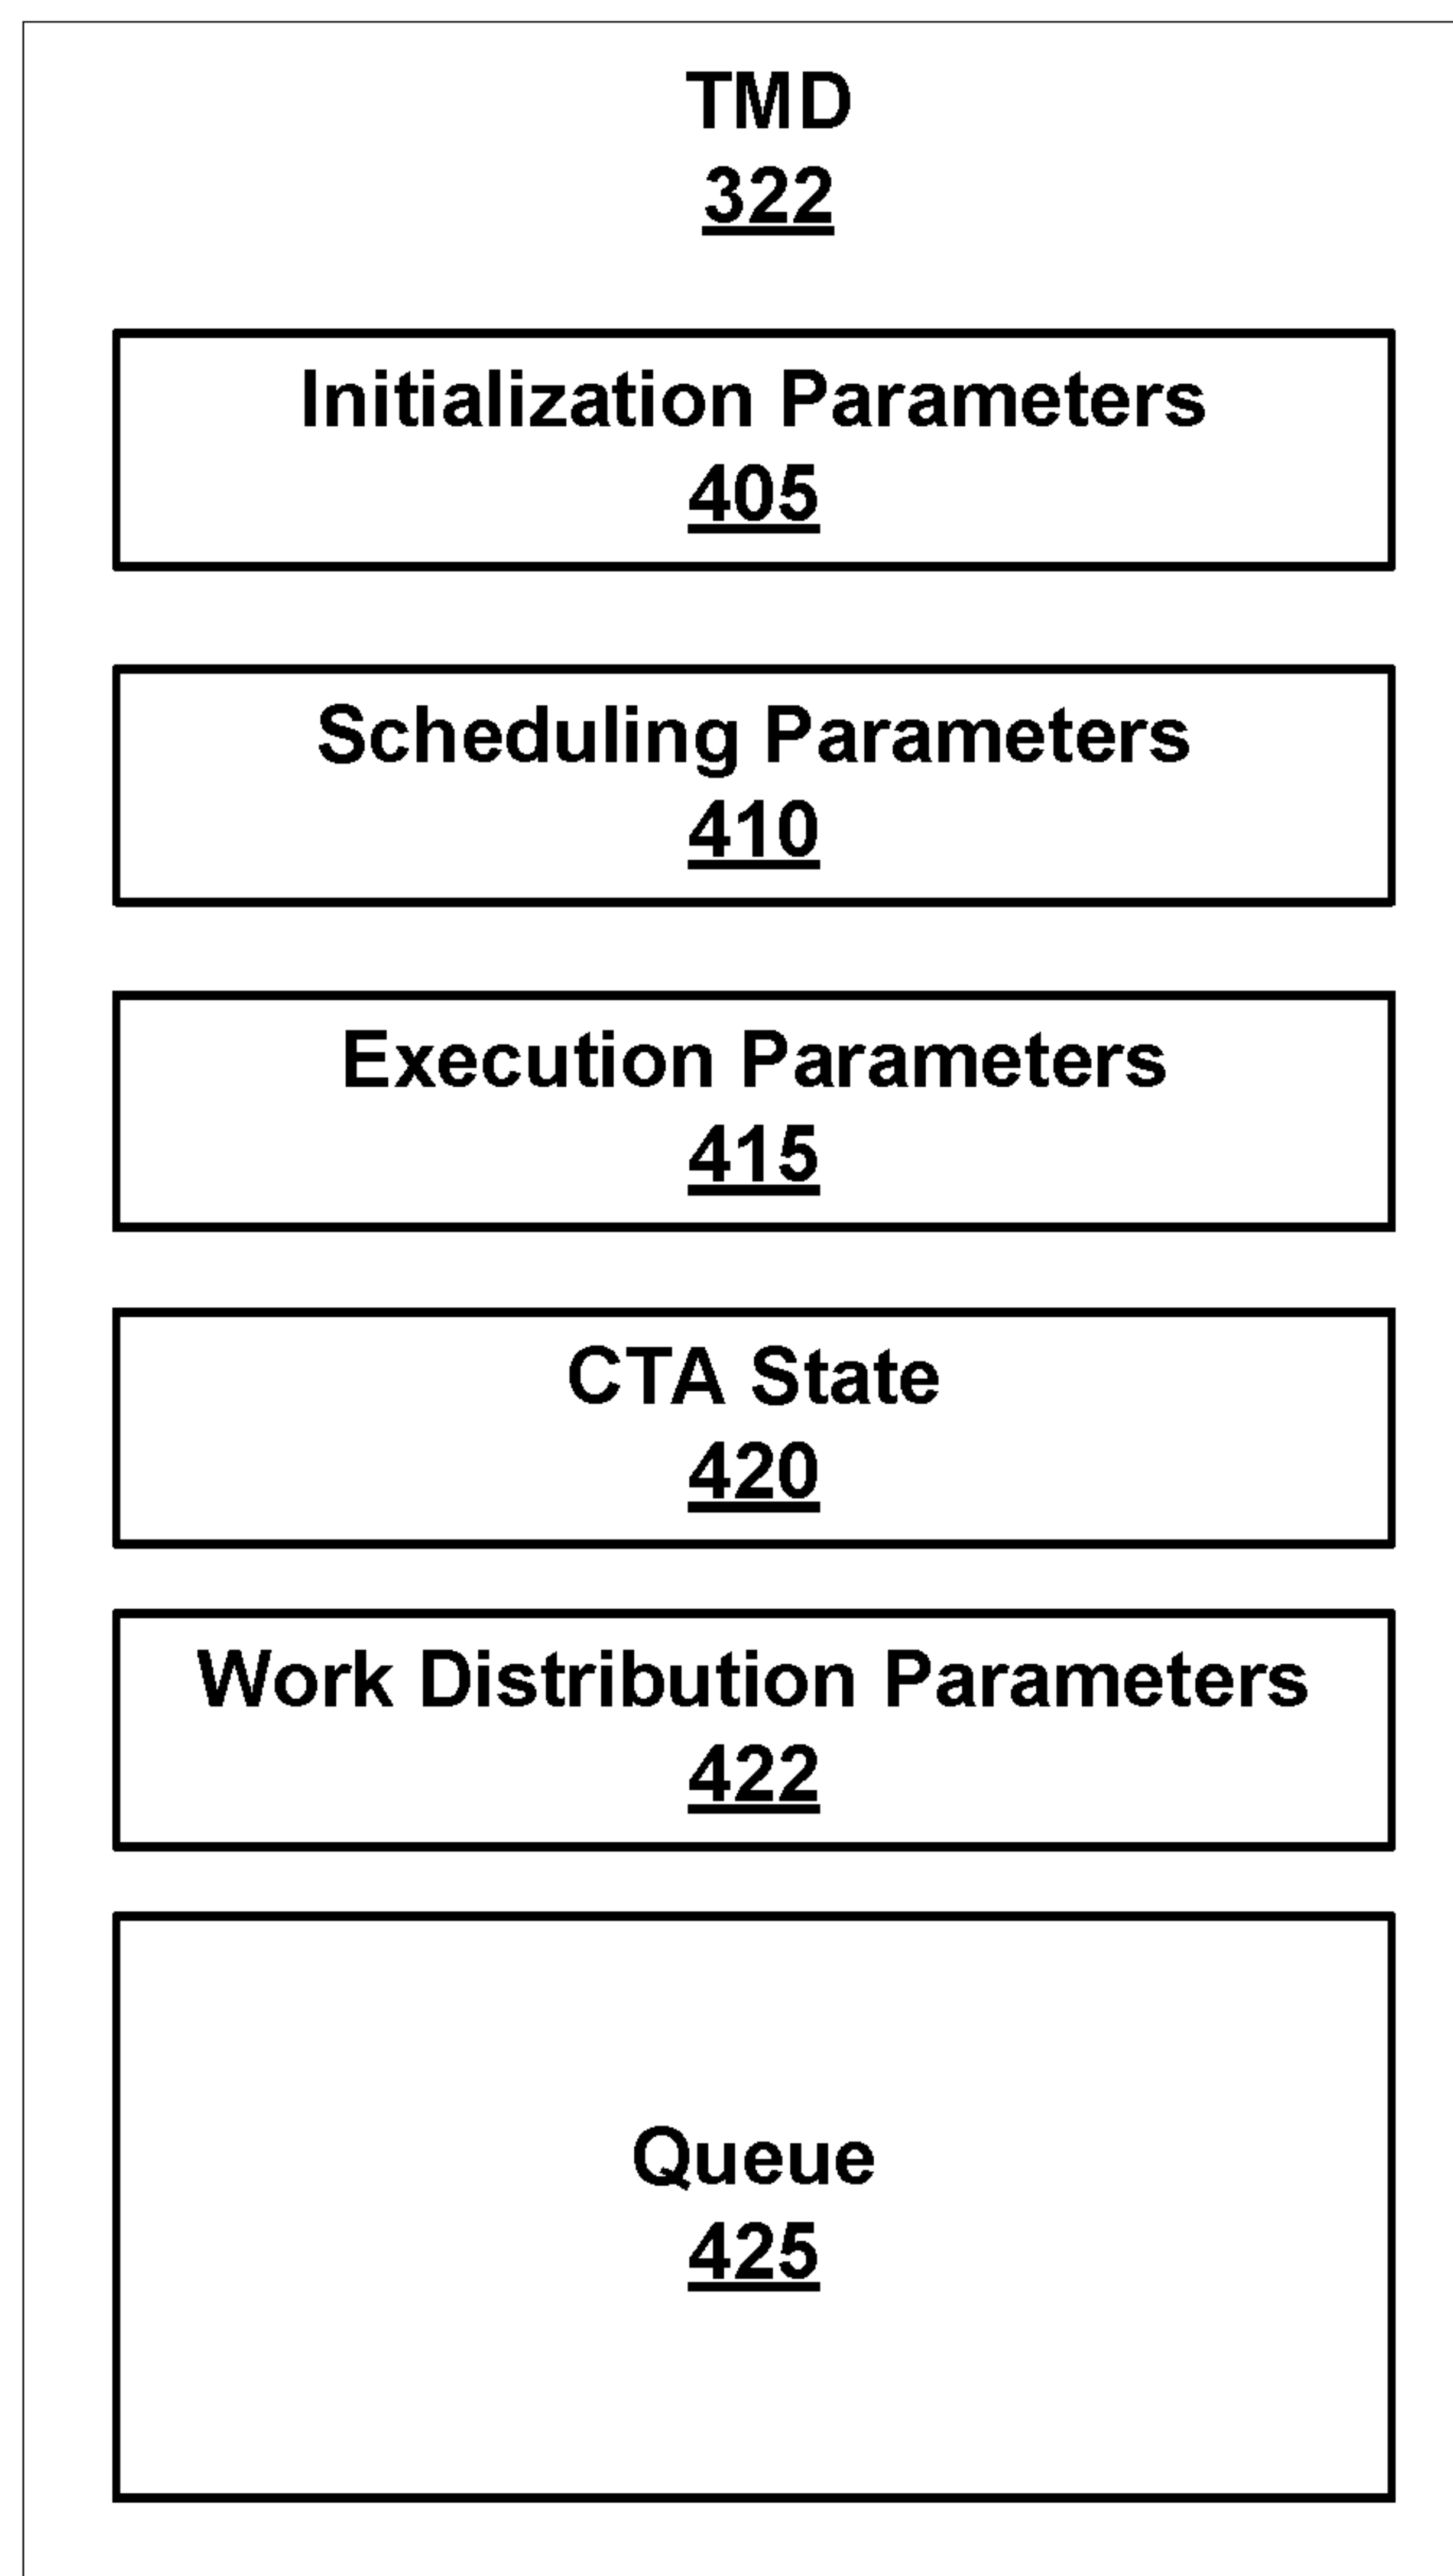 TMD
322
Initialization Parameters
405
Scheduling Parameters
410
Execution Parameters
415
CTA State
420
Work Distribution Parameters
422
Queue
425